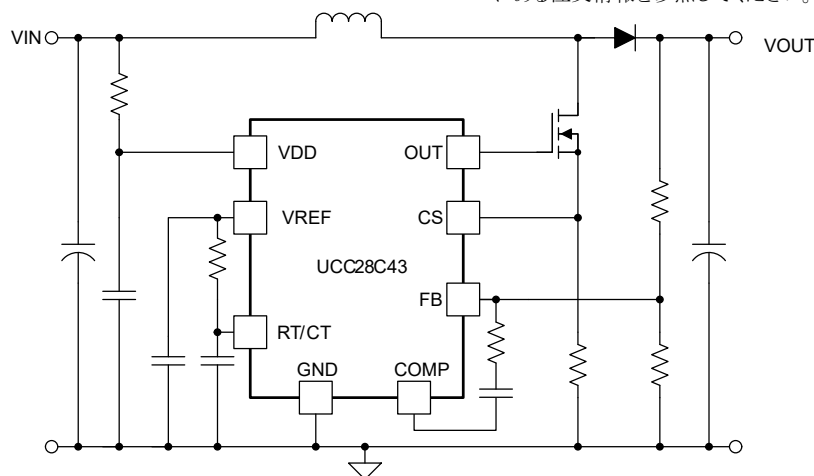 VIN
VOUT
VDD
OUT
VREF
CS
UCC28C43
FB
RT/CT
GND
COMP